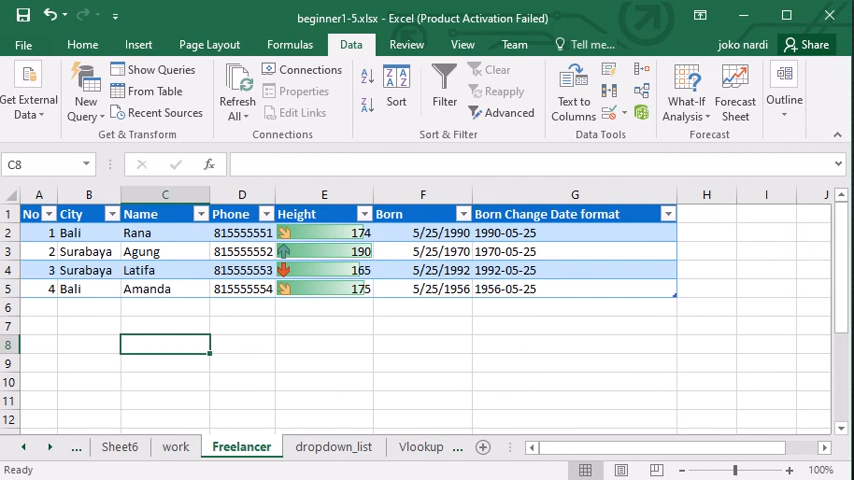 beginner1-5.xlsx - Excel (Product Activation Failed)
File Home Insert Page Layout Formulas Data Review View Team Tell me... joko nardi Share
Get External Data
New Query
Show Queries
From Table
Recent Sources
Get & Transform
Refresh All
Connections
Properties
Edit Links
Connections
Sort
Filter
Clear
Reapply
Advanced
Sort & Filter
Text to Columns
Data Tools
What-If Analysis
Forecast Sheet
Forecast
Outline
C8 fx
A B C D E F G H I J
1 No City Name Phone Height Born Born Change Date format
2 1 Bali Rana 815555551 174 5/25/1990 1990-05-25
3 2 Surabaya Agung 815555552 190 5/25/1970 1970-05-25
4 3 Surabaya Latifa 815555553 165 5/25/1992 1992-05-25
5 4 Bali Amanda 815555554 175 5/25/1956 1956-05-25
6
7
8
9
10
11
12
... Sheet6 work Freelancer dropdown_list Vlookup ...
Ready 100%